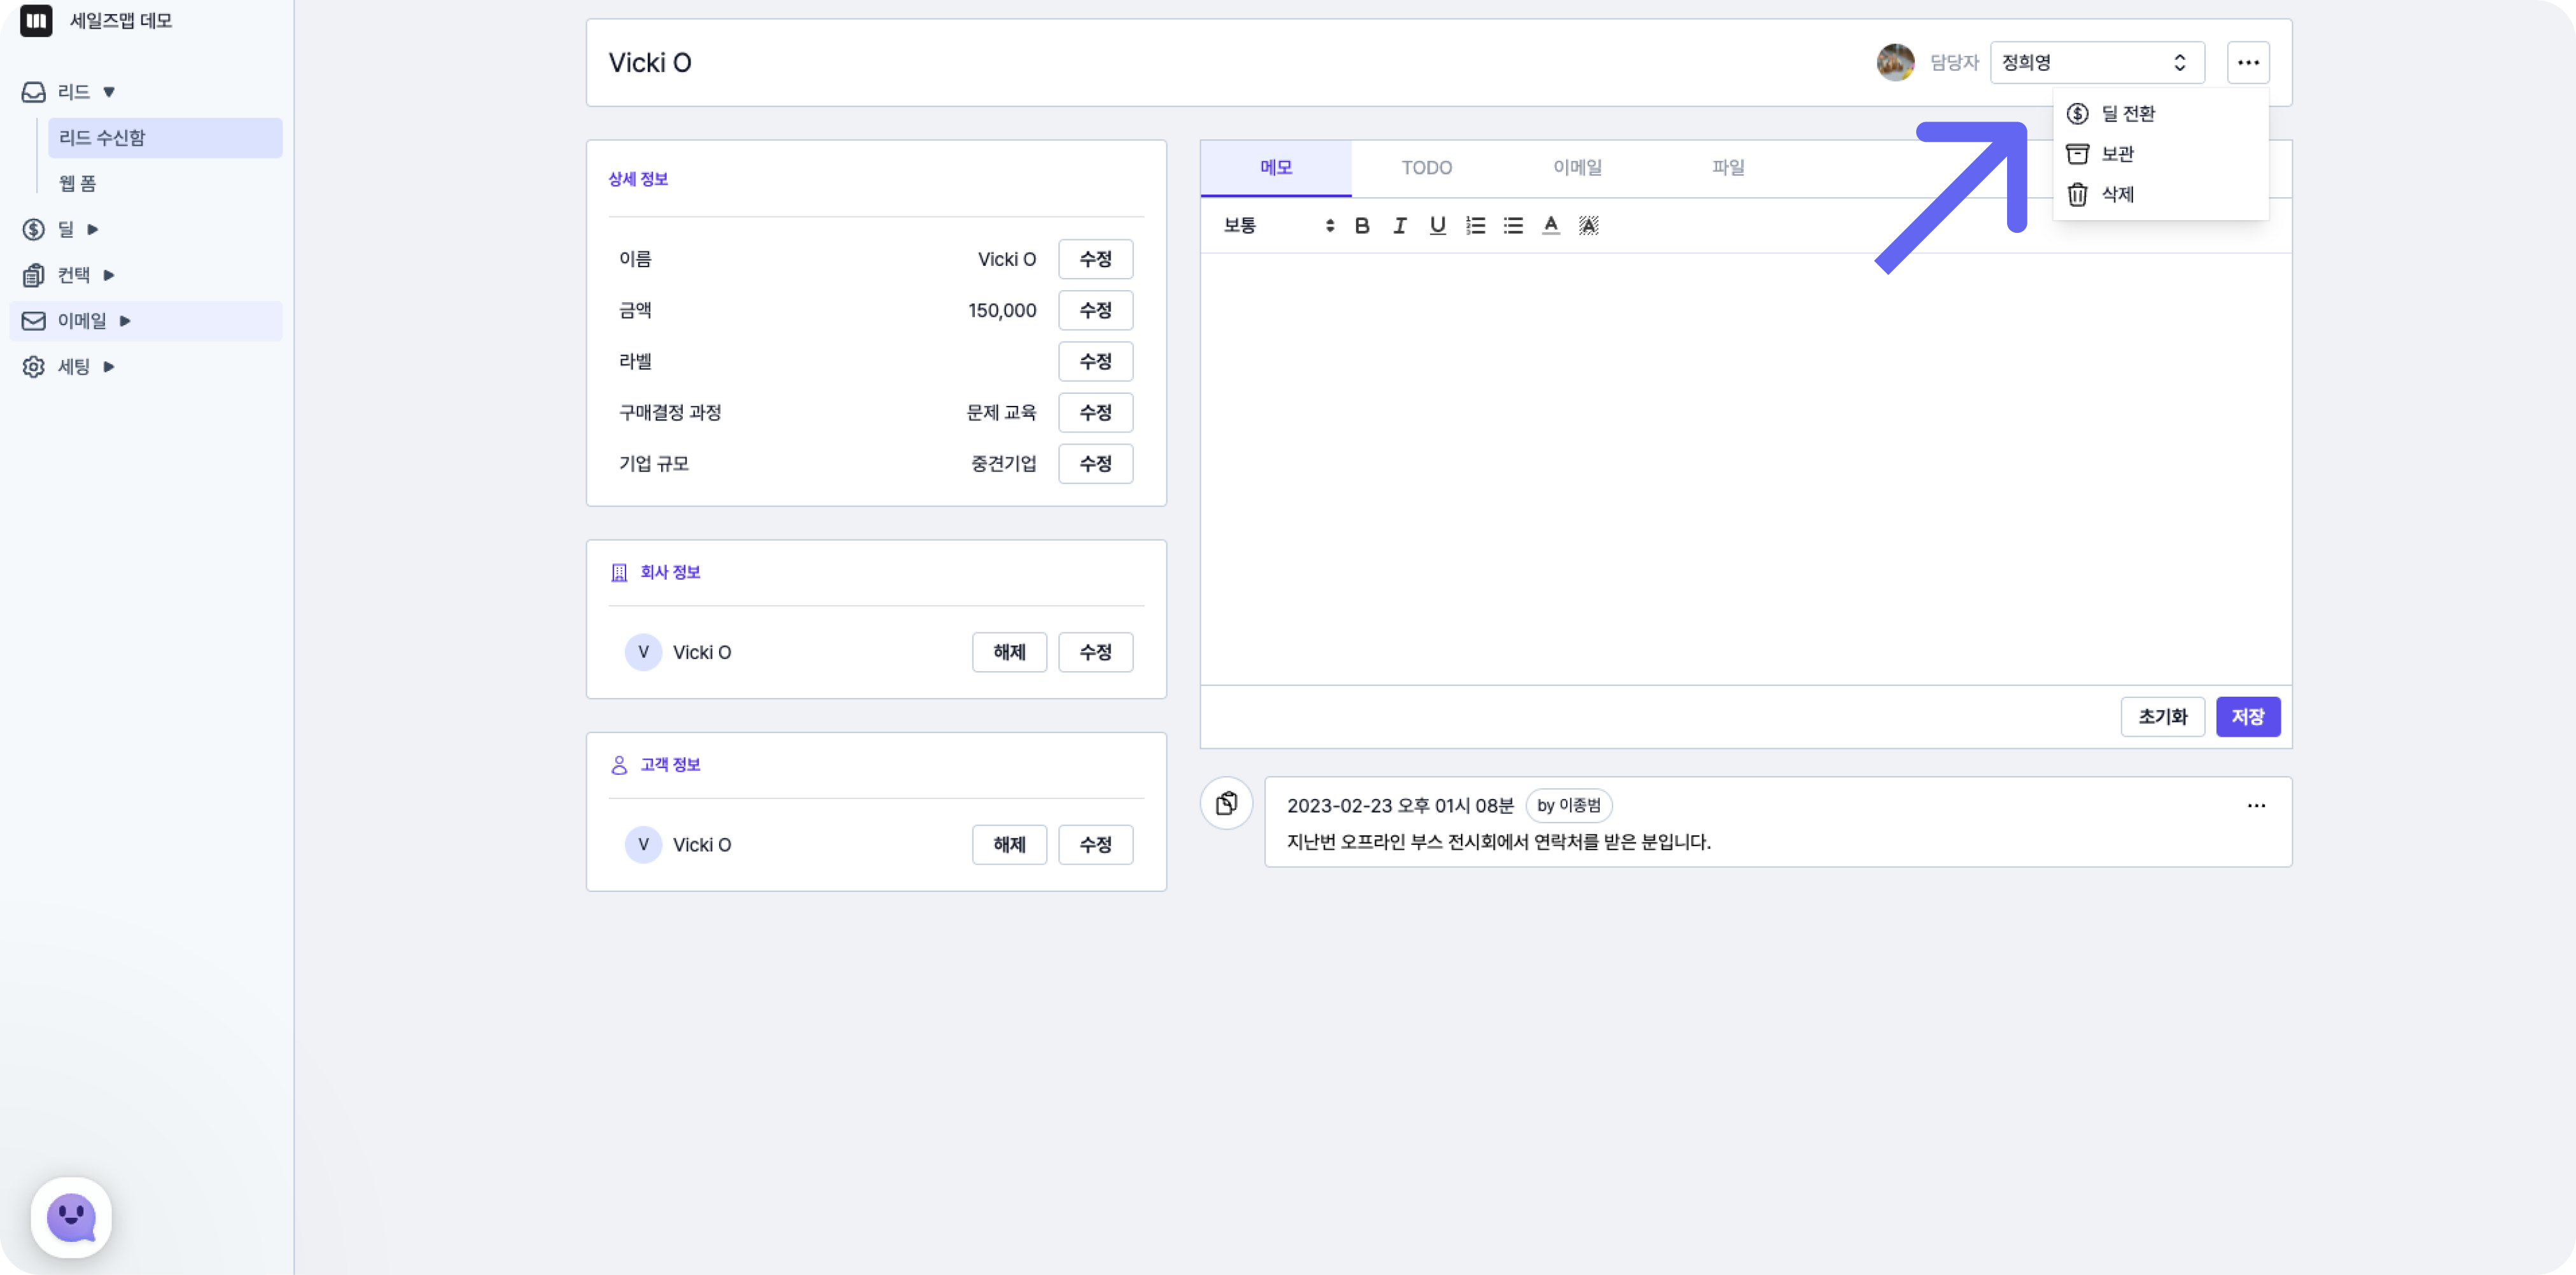 세일즈맵 데모
리드 ▼
리드 수신함
웹 폼
딜 ▶
컨택 ▶
이메일 ▶
세팅 ▶
Vicki O
담당자 정희영
딜 전환
보관
삭제
상세 정보
이름 Vicki O 수정
금액 150,000 수정
라벨 수정
구매결정 과정 문제 교육 수정
기업 규모 중견기업 수정
회사 정보
V Vicki O 해제 수정
고객 정보
V Vicki O 해제 수정
메모 TODO 이메일 파일
보통 B I U A A
초기화 저장
2023-02-23 오후 01시 08분 by 이종범
지난번 오프라인 부스 전시회에서 연락처를 받은 분입니다.